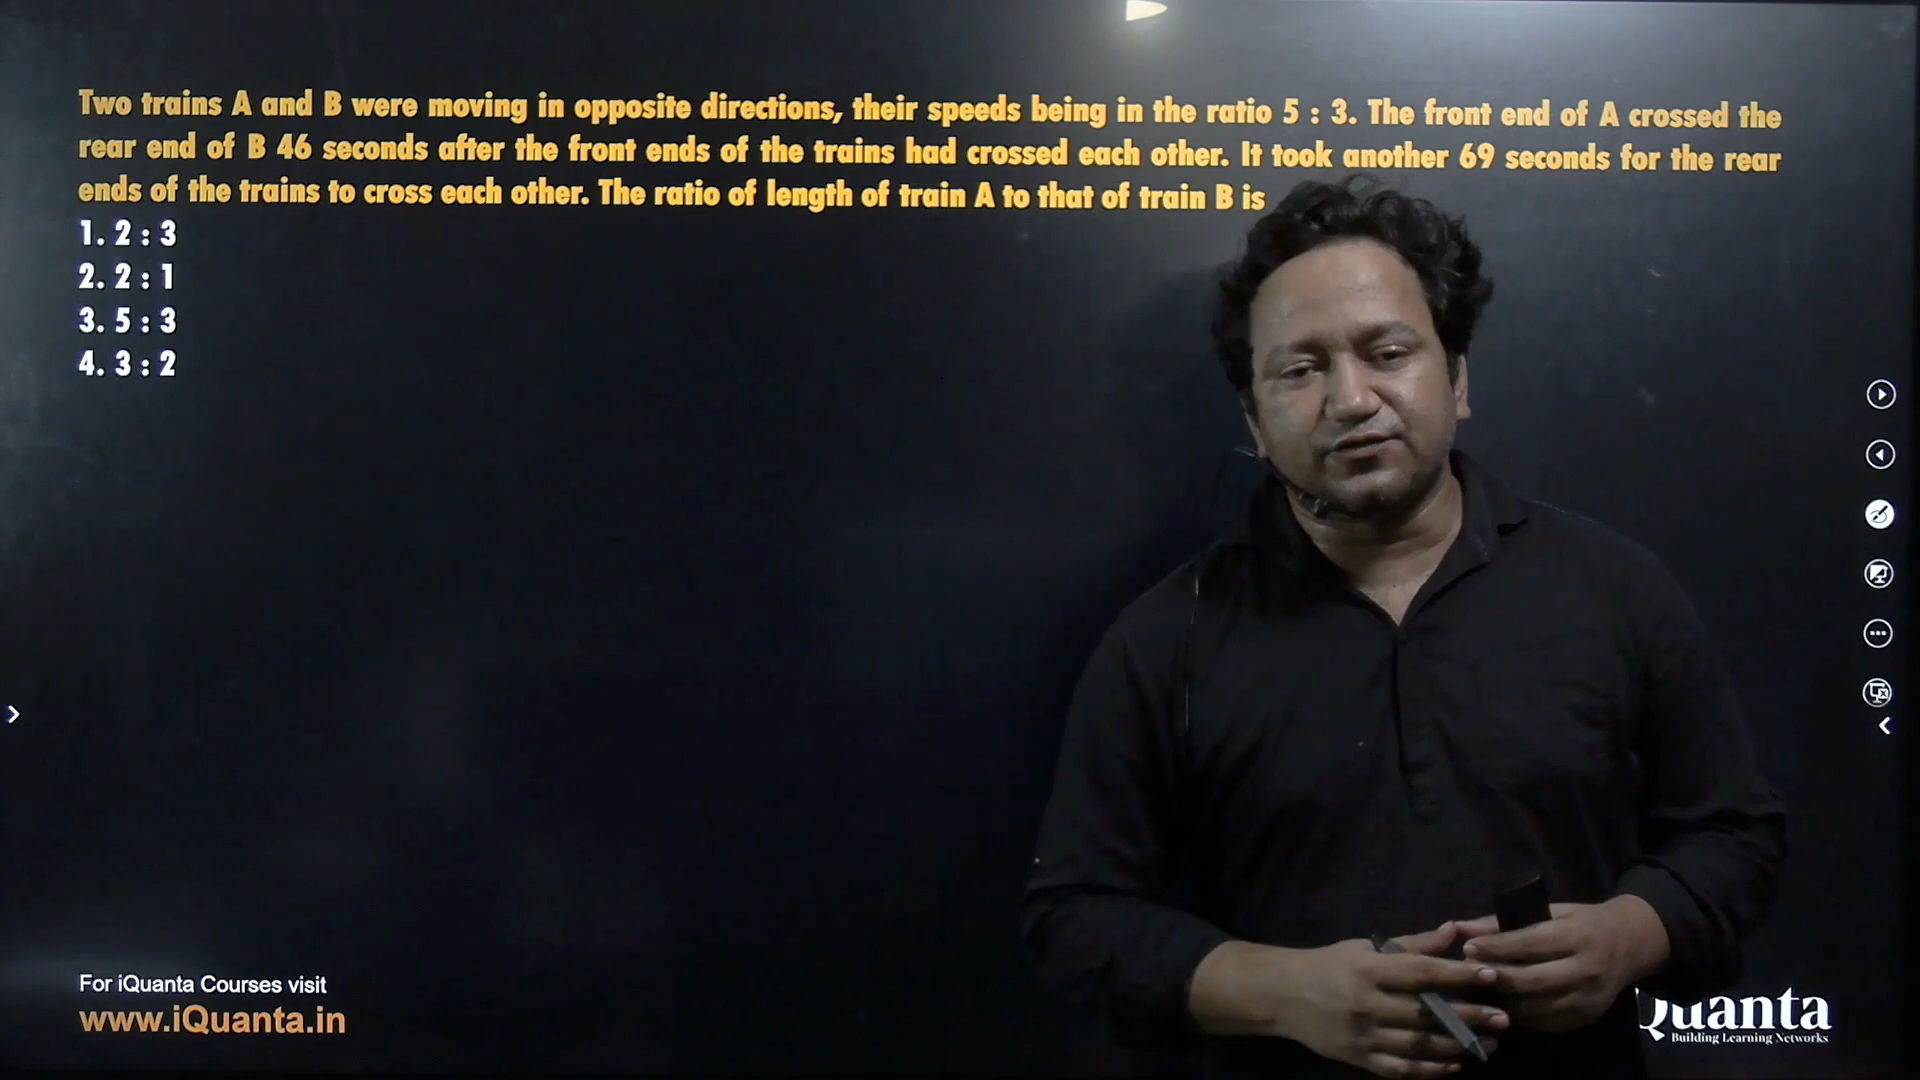 Two trains A and B were moving in opposite directions, their speeds being in the ratio 5 : 3. The front end of A crossed the
rear end of B 46 seconds after the front ends of the trains had crossed each other. It took another 69 seconds for the rear
ends of the trains to cross each other. The ratio of length of train A to that of train B is
1. 2 : 3
2. 2 : 1
3. 5 : 3
4. 3 : 2
For iQuanta Courses visit
www.iQuanta.in
Quanta
Building Learning Networks